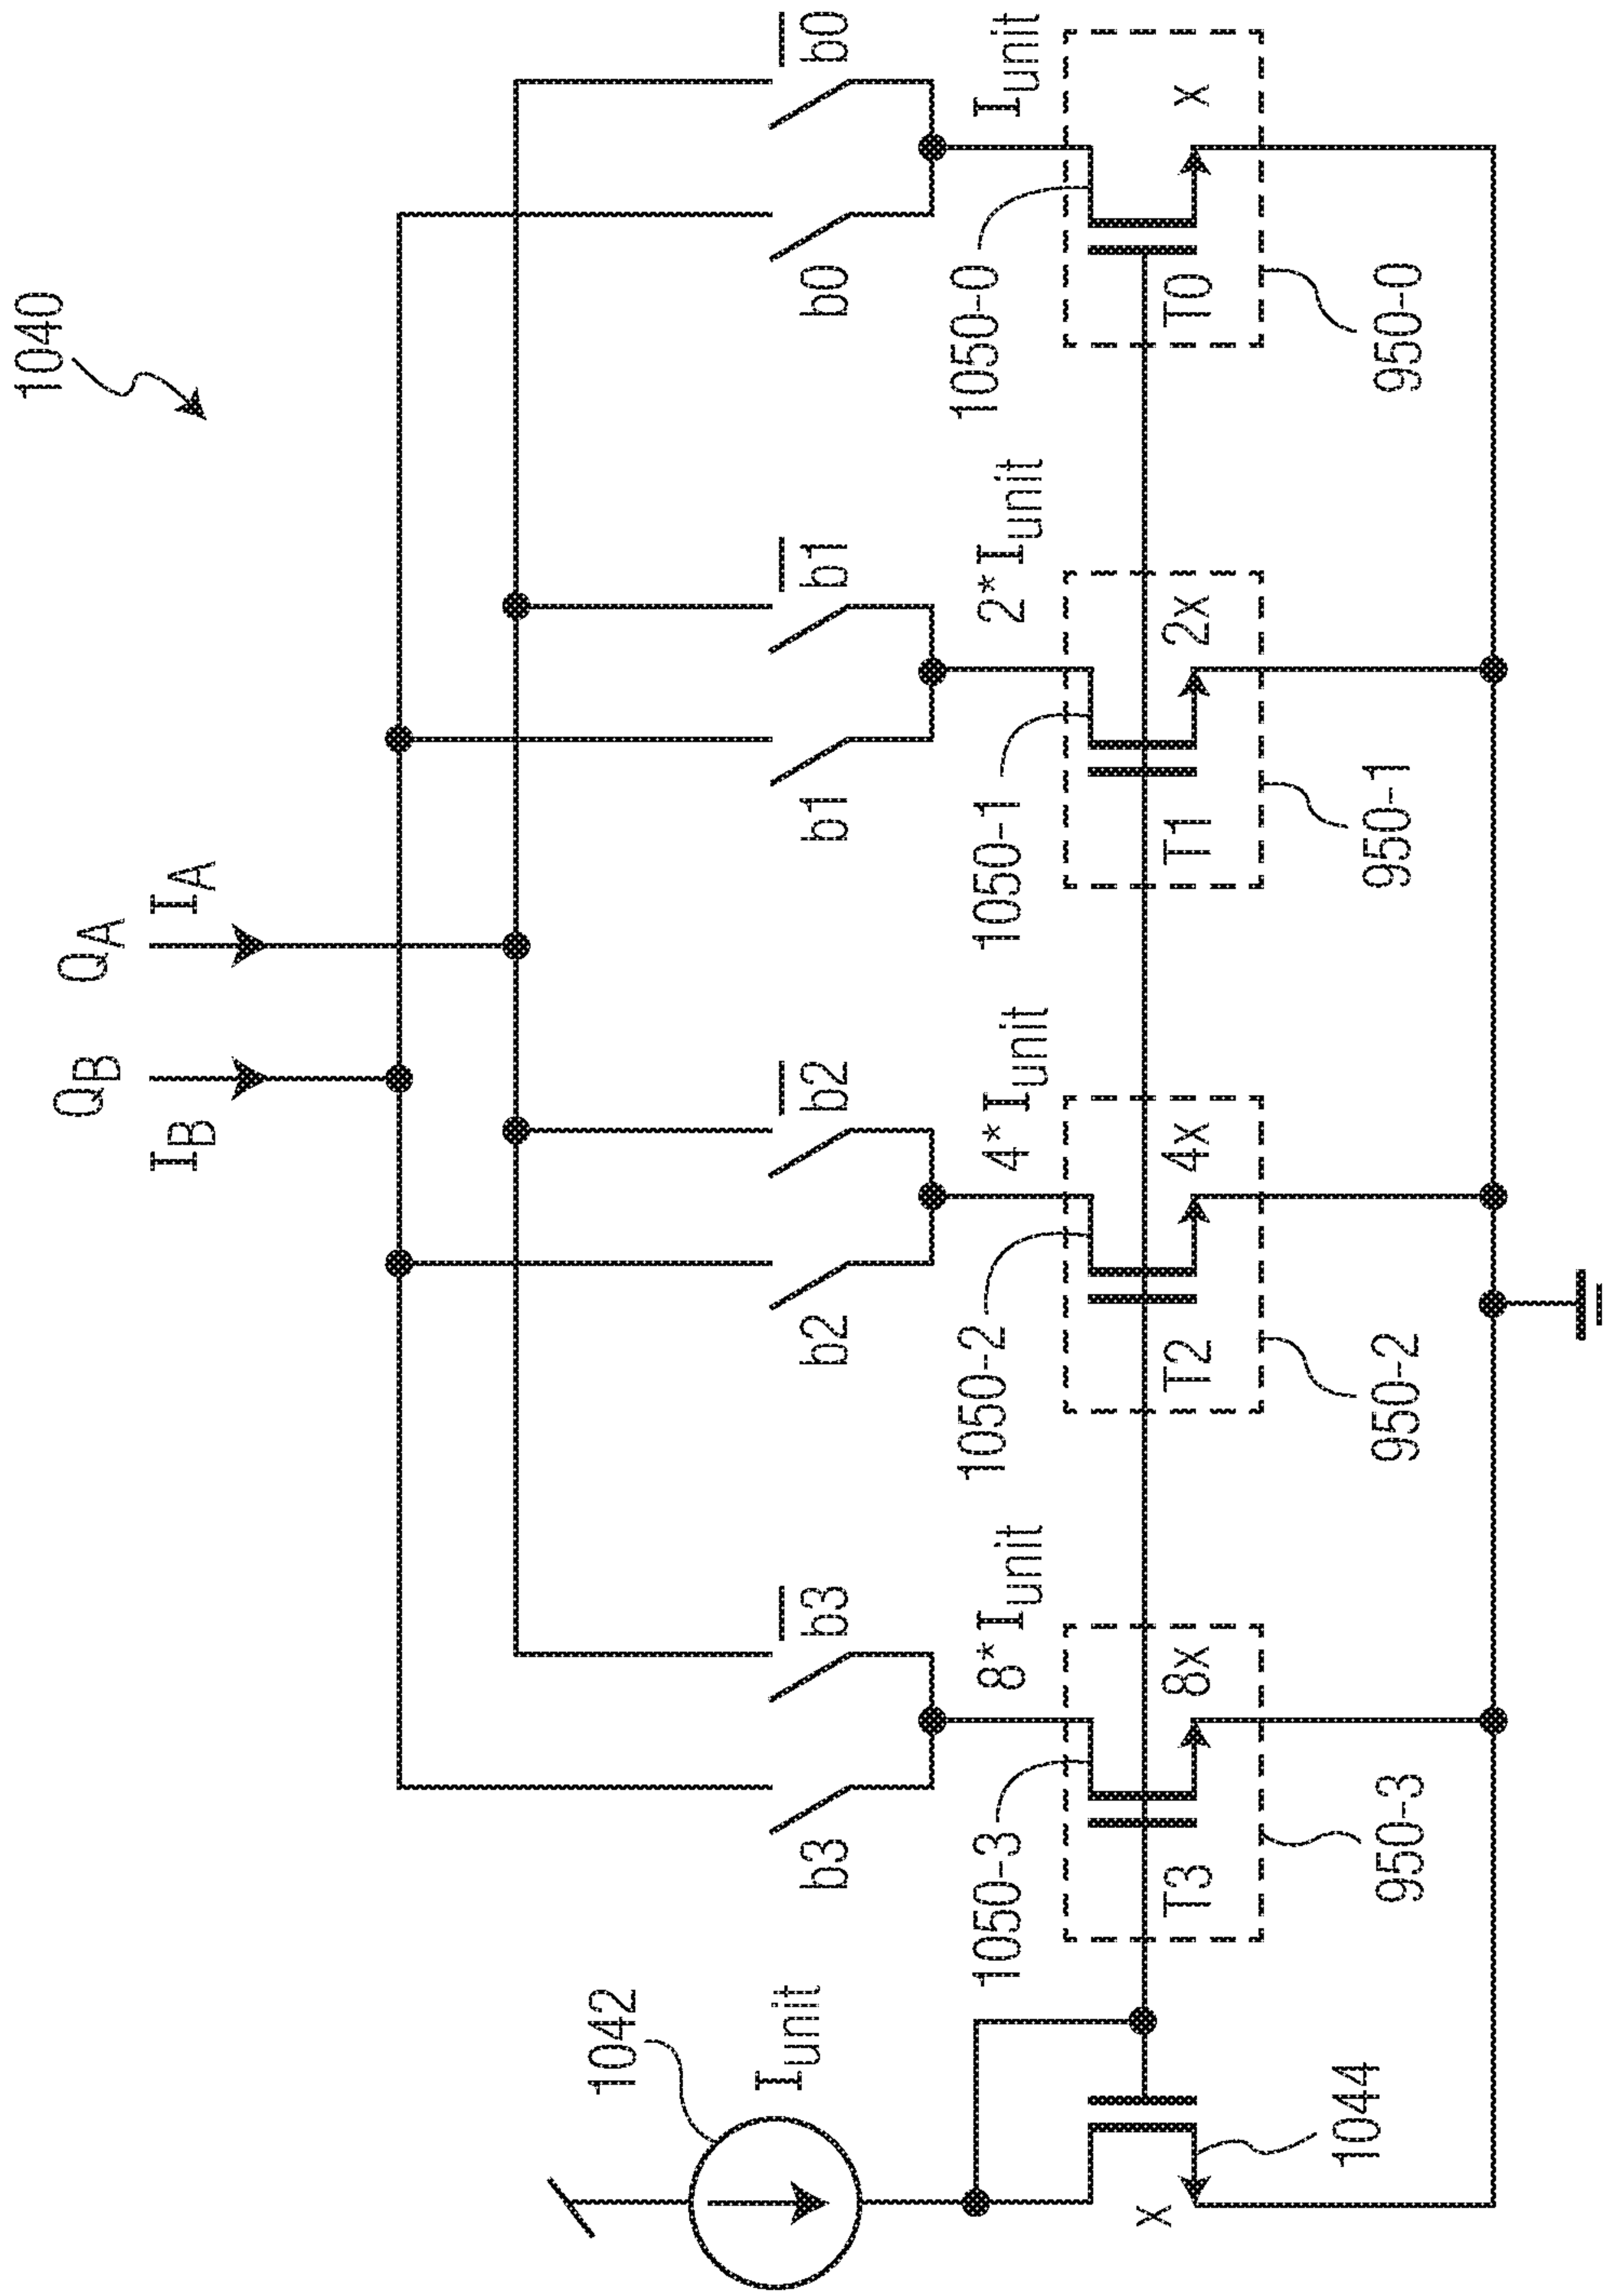 1040
QB
QA
IB
IA
1042
Iunit
b3
b3
b2
b2
b1
b1
b0
b0
8*Iunit
4*Iunit
2*Iunit
Iunit
1050-3
1050-2
1050-1
1050-0
x
T3
8x
T2
4x
T1
2x
T0
x
1044
950-3
950-2
950-1
950-0